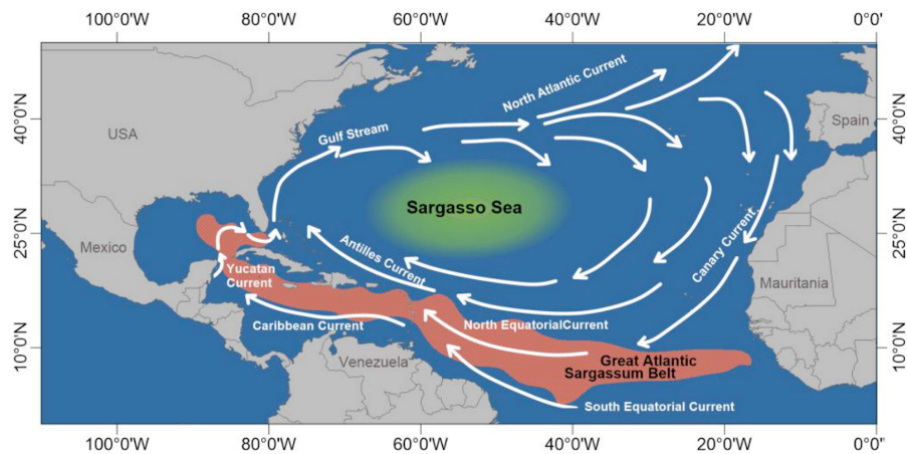 100°0'W 80°0'W 60°0'W 40°0'W 20°0'W 0°0'
40°0'N
25°0'N
10°0'N
USA
Gulf Stream
North Atlantic Current
Spain
40°0'N
Sargasso Sea
Mexico
Antilles Current
Canary Current
25°0'N
Yucatan
Current
Mauritania
Caribbean Current
North EquatorialCurrent
Venezuela
Great Atlantic
Sargassum Belt
10°0'N
South Equatorial Current
100°0'W 80°0'W 60°0'W 40°0'W 20°0'W 0°0"